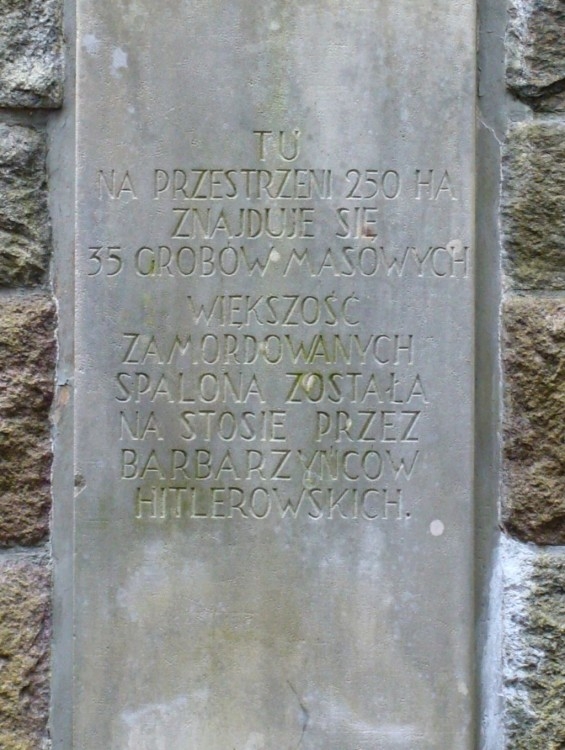 TU
NA PRZESTRZENI 250 HA
ZNAJDUJE SIĘ
35 GROBÓW MASOWYCH
WIĘKSZOŚĆ
ZAMORDOWANYCH
SPALONA ZOSTAŁA
NA STOSIE PRZEZ
BARBARZYŃCÓW
HITLEROWSKICH.